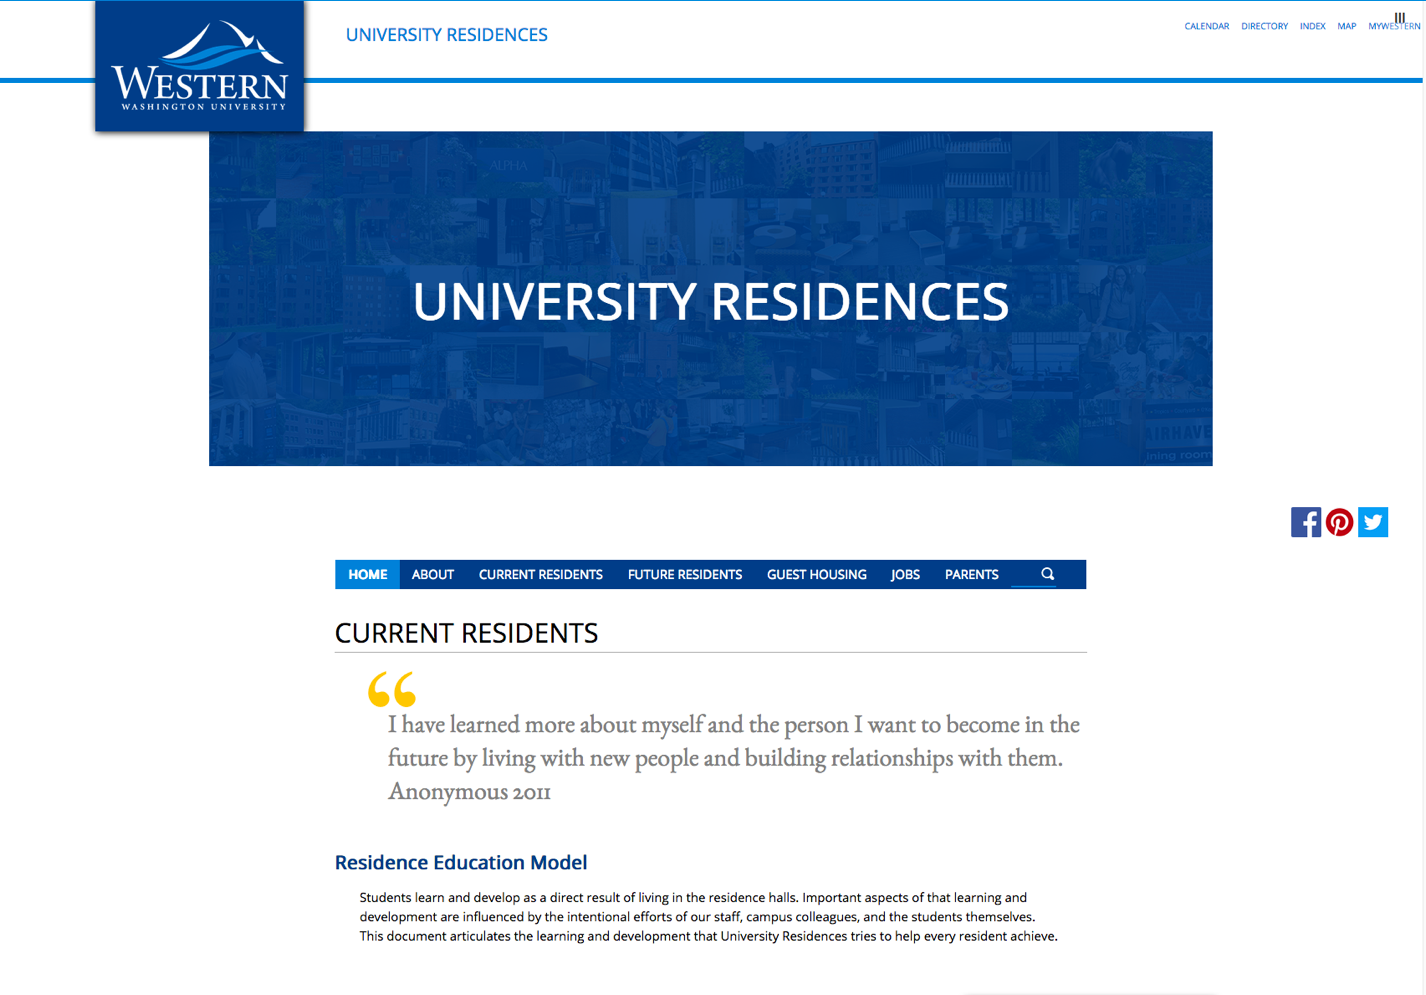 WESTERN
WASHINGTON UNIVERSITY
UNIVERSITY RESIDENCES
CALENDAR DIRECTORY INDEX MAP MYWESTERN
ALPHA
UNIVERSITY RESIDENCES
AIRHAVE
ining room
HOME ABOUT CURRENT RESIDENTS FUTURE RESIDENTS GUEST HOUSING JOBS PARENTS
CURRENT RESIDENTS
“
I have learned more about myself and the person I want to become in the
future by living with new people and building relationships with them.
Anonymous 2011
Residence Education Model
Students learn and develop as a direct result of living in the residence halls. Important aspects of that learning and
development are influenced by the intentional efforts of our staff, campus colleagues, and the students themselves.
This document articulates the learning and development that University Residences tries to help every resident achieve.